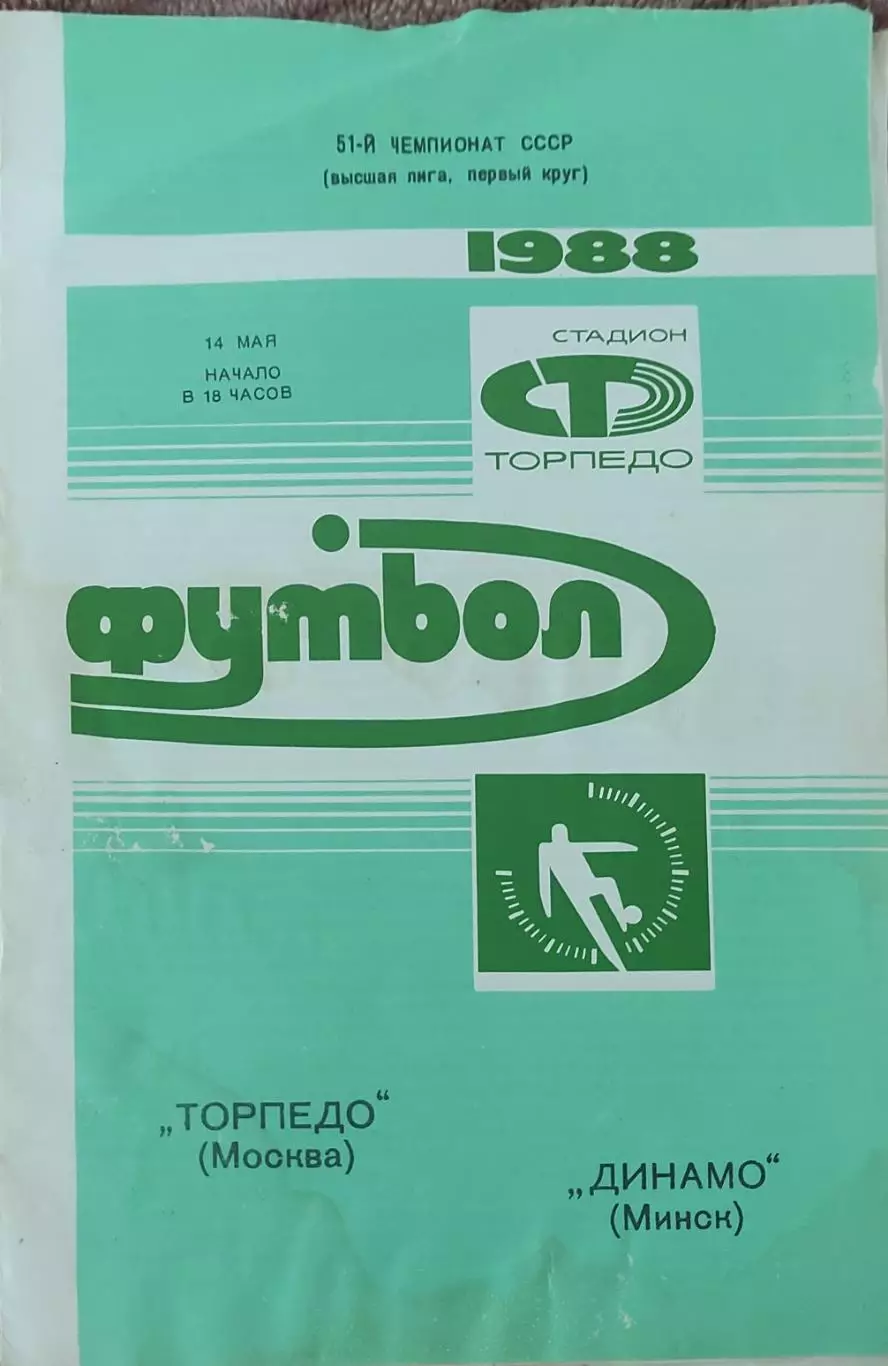 51-Й ЧЕМПИОНАТ СССР
(высшая лига, первый круг)
1988
14 МАЯ
НАЧАЛО
В 18 ЧАСОВ
СТАДИОН
СТ
ТОРПЕДО
футбол
„ТОРПЕДО“
(Москва)
„ДИНАМО“
(Минск)